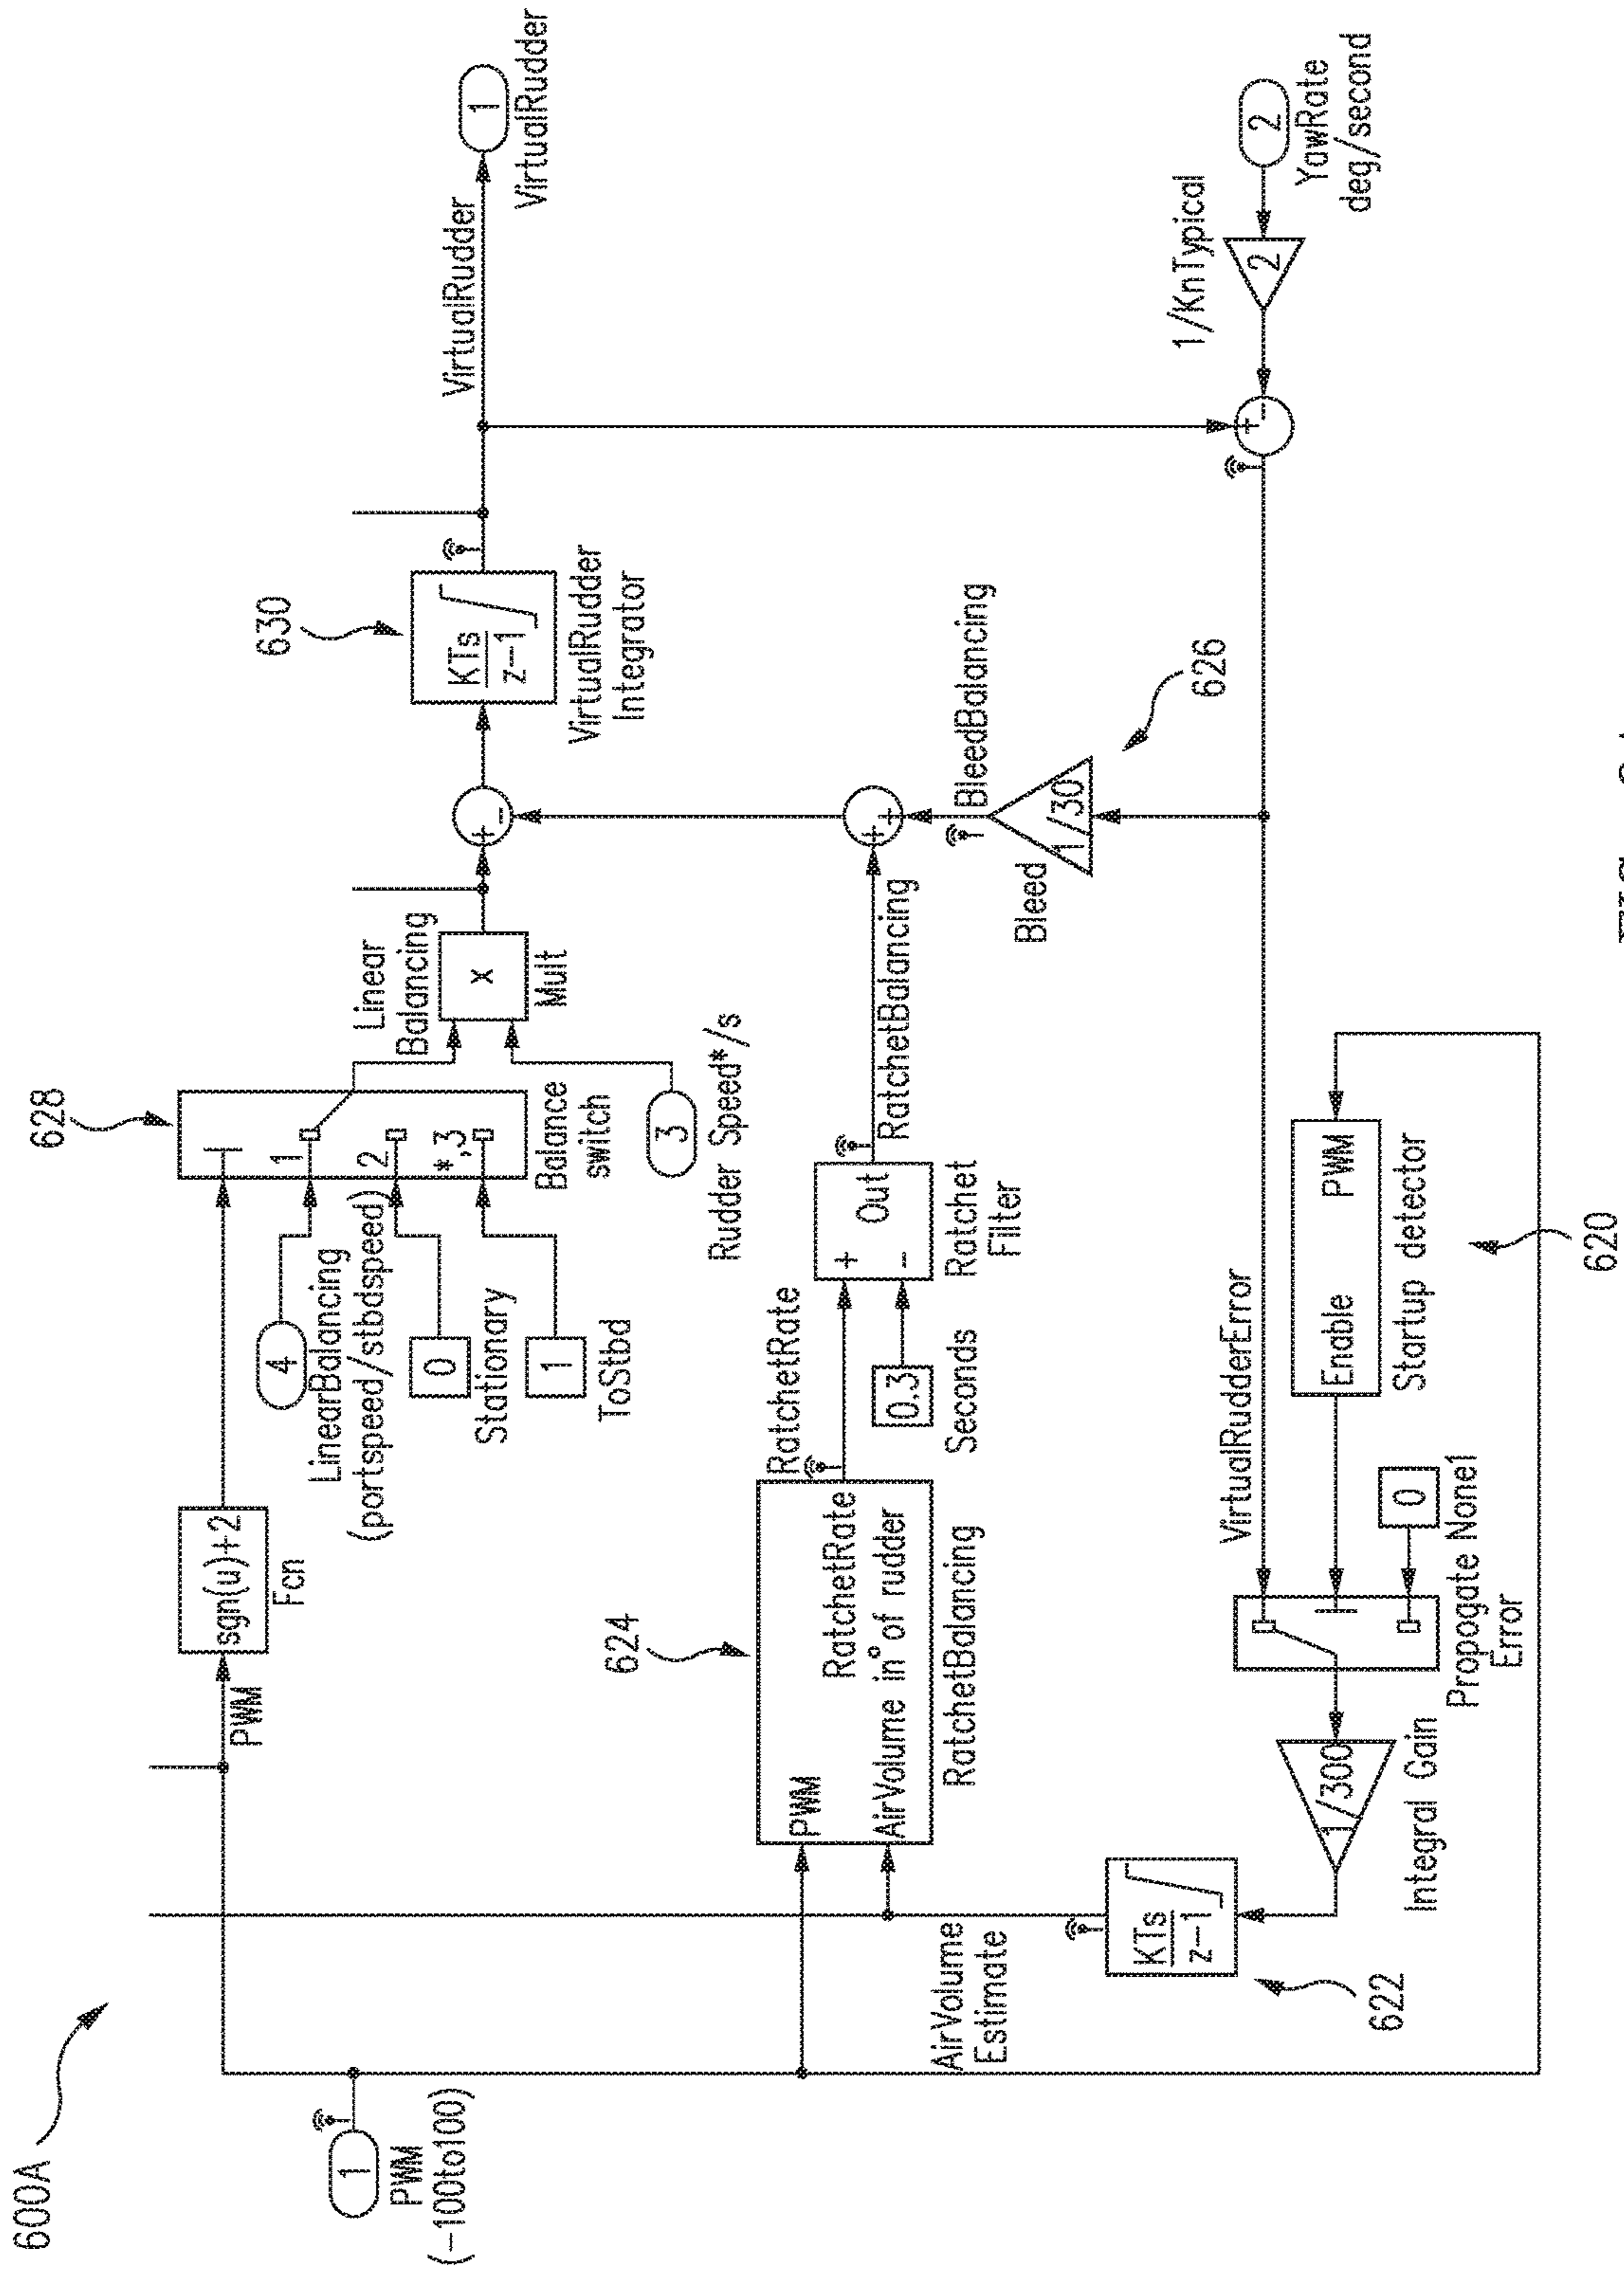 600A
1
PWM
(-100to100)
PWM
sgn(u)+2
Fcn
4
LinearBalancing
(portspeed/stbdspeed)
0
Stationary
1
ToStbd
628
1
2
*,3
Balance
switch
3
Rudder Speed*/s
Linear
Balancing
x
Mult
+
-
630
KTs
z-1
VirtualRudder
Integrator
VirtualRudder
1
VirtualRudder
624
PWM
RatchetRate
AirVolume in° of rudder
RatchetBalancing
RatchetRate
0.3
Seconds
+
-
Out
Ratchet
Filter
RatchetBalancing
+
+
BleedBalancing
1/30
Bleed
626
AirVolume
Estimate
KTs
z-1
622
1/300
Integral Gain
VirtualRudderError
0
Propogate None1
Error
Enable
PWM
Startup detector
620
+
-
1/KnTypical
2
2
YawRate
deg/second